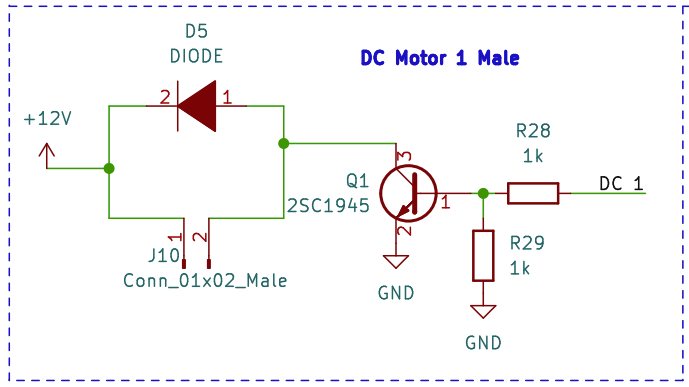 D5
DIODE
DC Motor 1 Male
2
1
+12V
R28
1k
3
Q1
DC 1
2SC1945
1
1
2
2
R29
J10
1k
Conn_01x02_Male
GND
GND